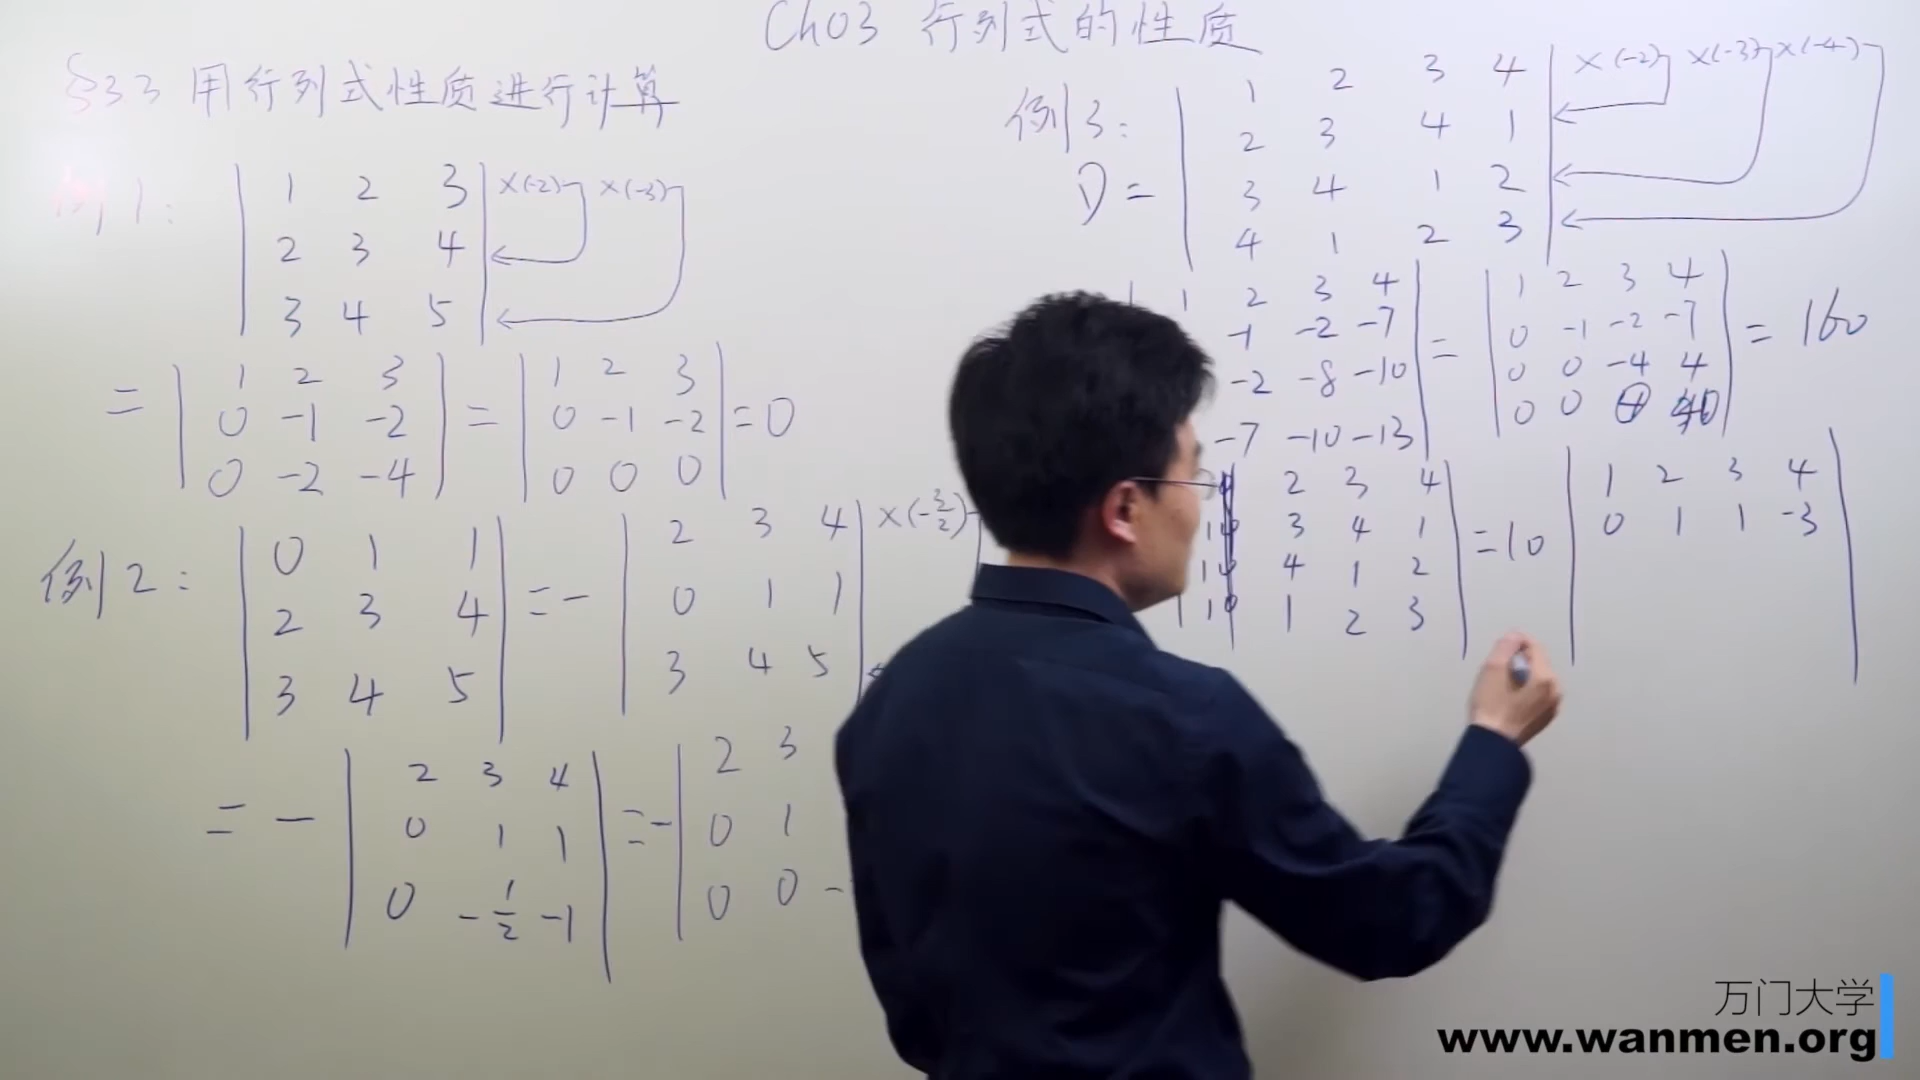 Ch03 行列式的性质
§3.3 用行列式性质进行计算
例1:
1 2 3 ×(-2) ×(-3)
2 3 4
3 4 5
= 1 2 3 = 1 2 3 = 0
0 -1 -2 0 -1 -2
0 -2 -4 0 0 0
例2: 0 1 1 = - 2 3 4 ×(-3/2)
2 3 4 0 1 1
3 4 5 3 4 5
= - 2 3 4 = - 2 3
0 1 1 0 1
0 -1/2 -1 0 0 -
例3:
D = 1 2 3 4 ×(-2) ×(-3) ×(-4)
2 3 4 1
3 4 1 2
4 1 2 3
1 2 3 4 = 1 2 3 4 = 160
-1 -2 -7 0 -1 -2 -7
-2 -8 -10 0 0 -4 4
-7 -10 -13 0 0 40
2 3 4 = 10 1 2 3 4
10 3 4 1 0 1 1 -3
10 4 1 2
10 1 2 3
万门大学
www.wanmen.org